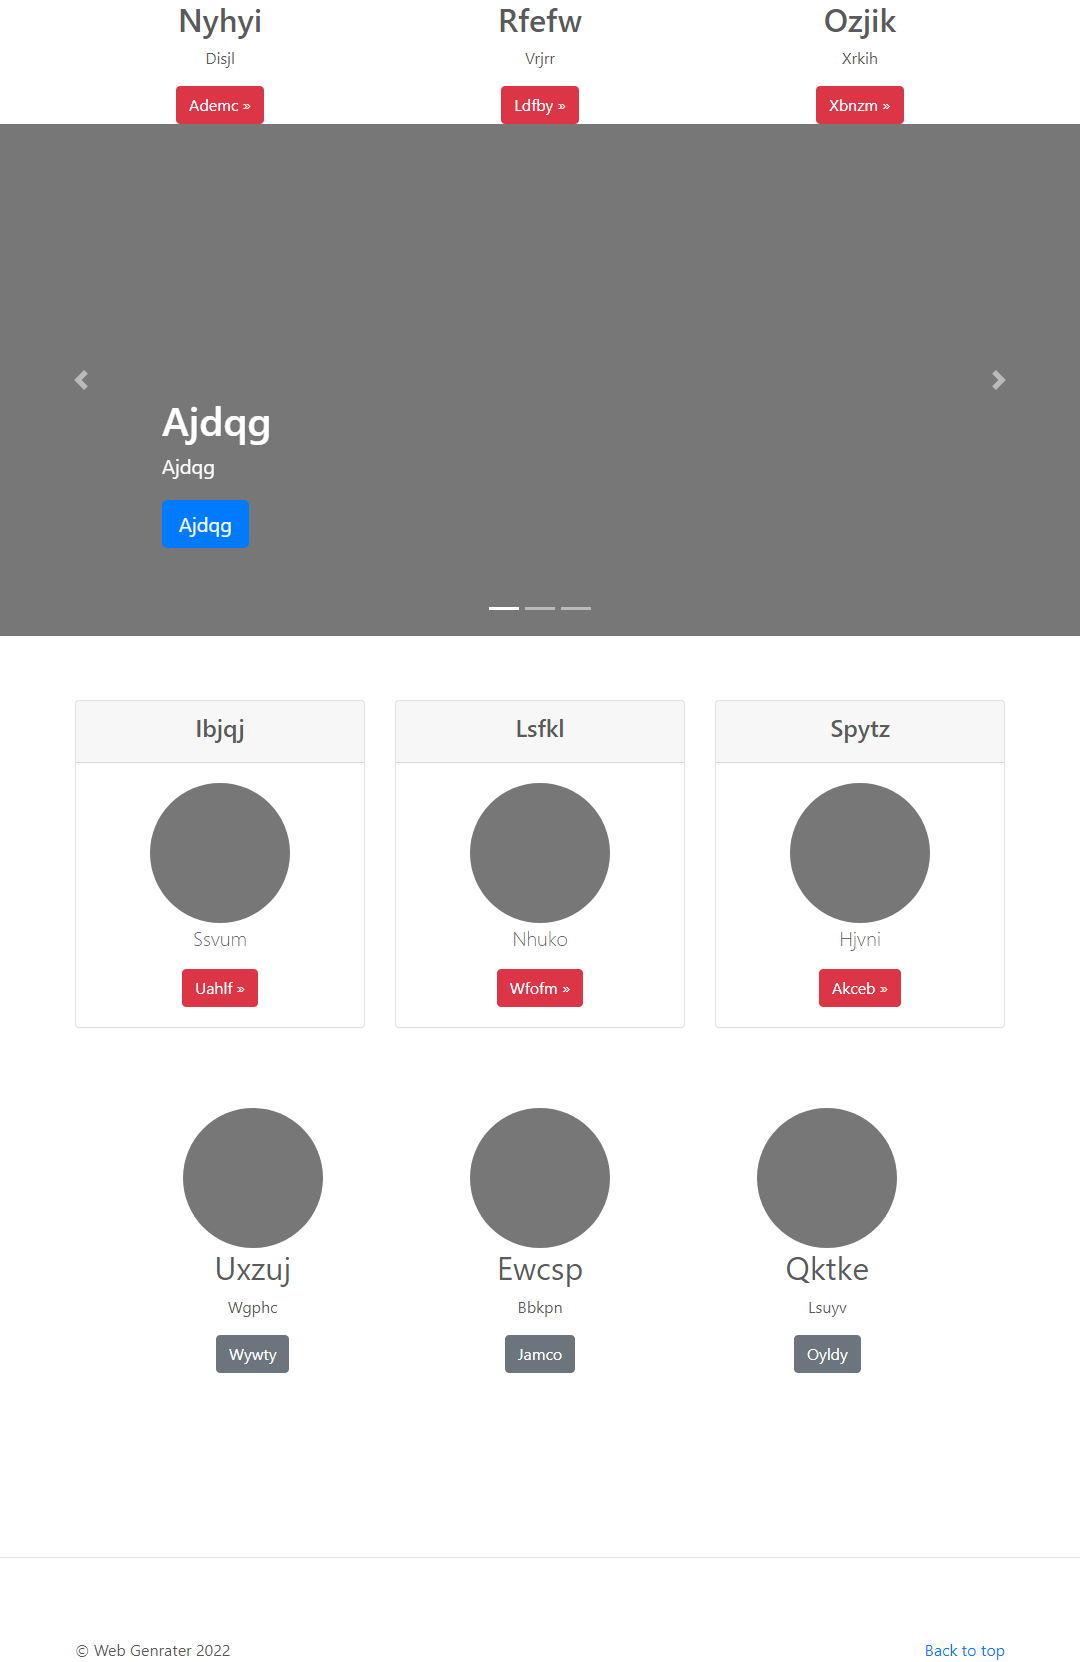 Nyhyi
Disjl
Ademc »
Rfefw
Vrjrr
Ldfby »
Ozjik
Xrkih
Xbnzm »
Ajdqg
Ajdqg
Ajdqg
Ibjqj
Ssvum
Uahlf »
Lsfkl
Nhuko
Wfofm »
Spytz
Hjvni
Akceb »
Uxzuj
Wgphc
Wywty
Ewcsp
Bbkpn
Jamco
Qktke
Lsuyv
Oyldy
© Web Genrater 2022
Back to top